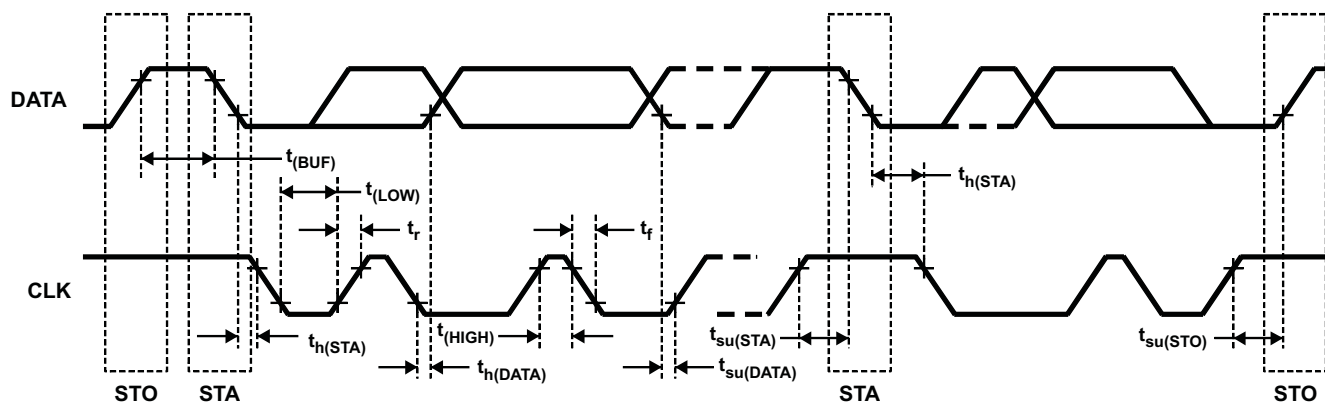 DATA
t(BUF)
t(LOW)
th(STA)
tr
tf
CLK
th(STA)
t(HIGH)
th(DATA)
tsu(DATA)
tsu(STA)
tsu(STO)
STO
STA
STA
STO